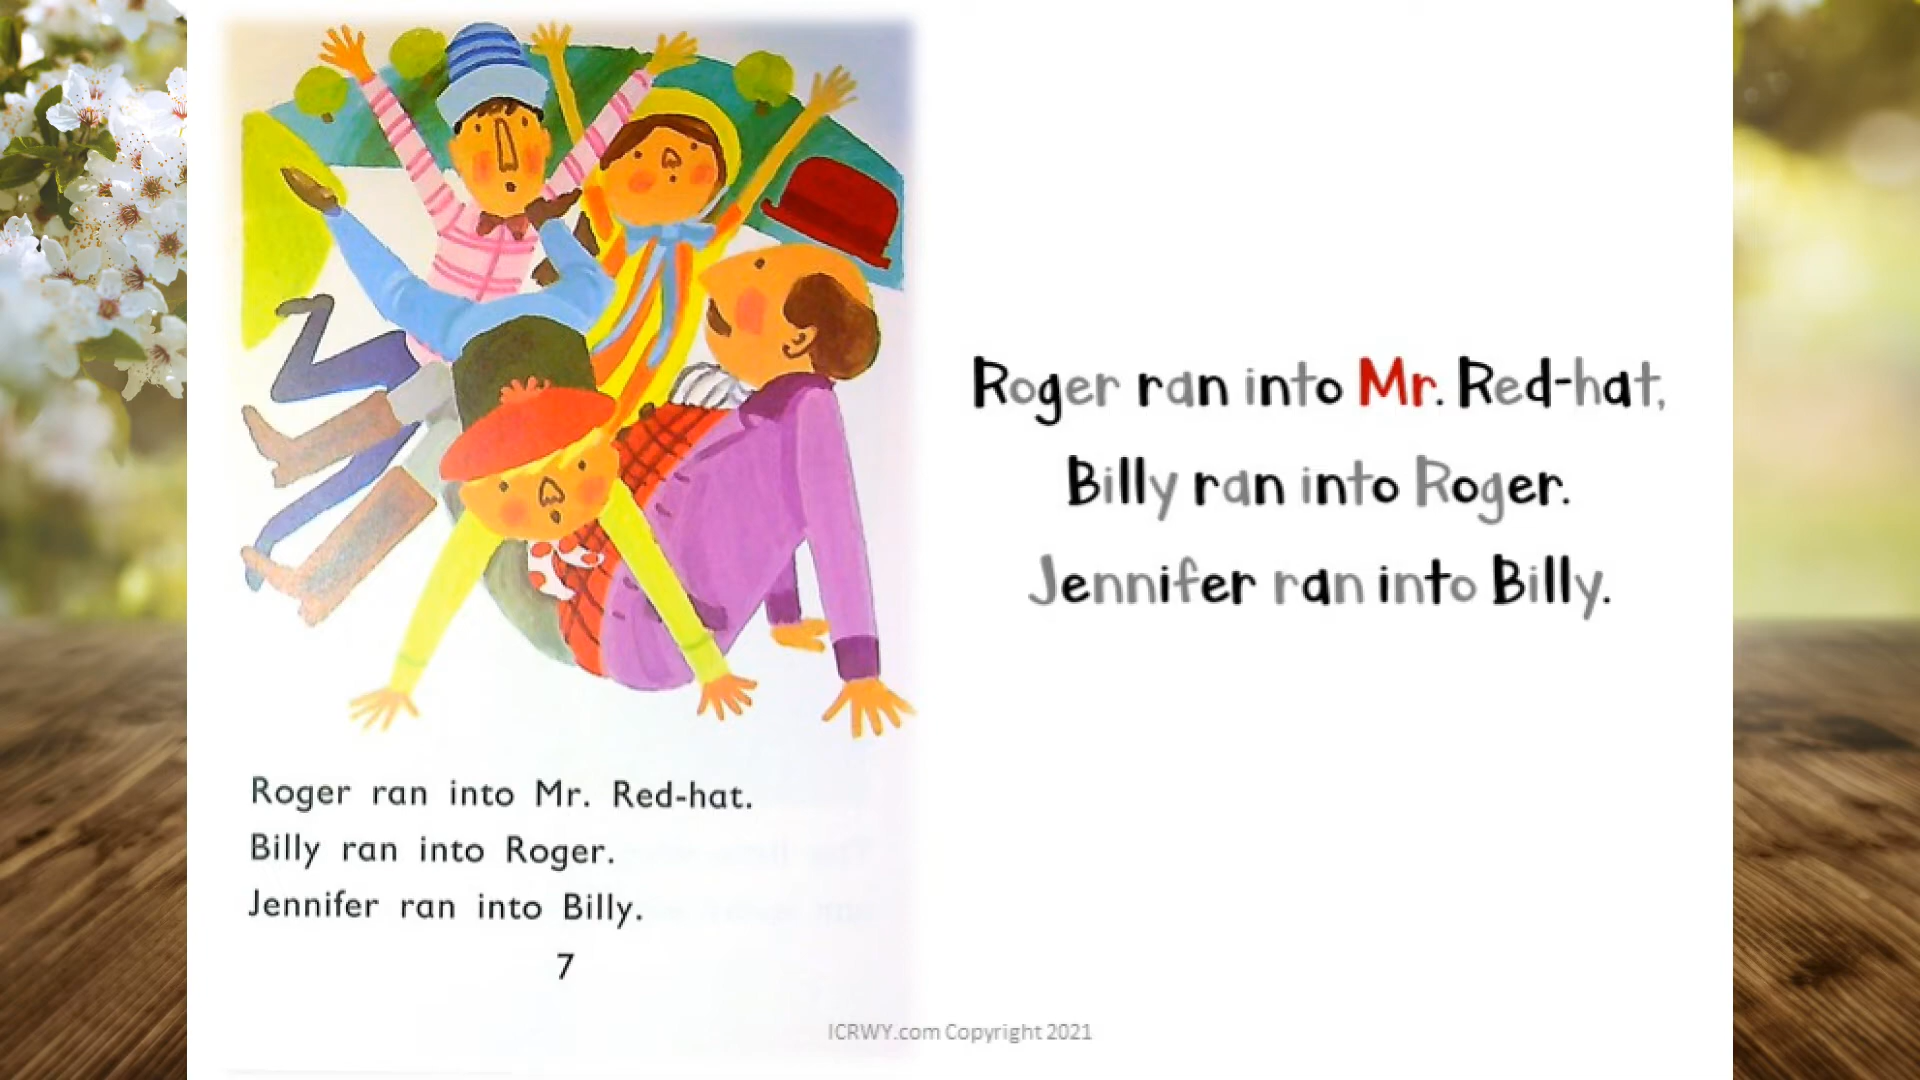 Roger ran into Mr. Red-hat.
Billy ran into Roger.
Jennifer ran into Billy.
7
Roger ran into Mr. Red-hat,
Billy ran into Roger.
Jennifer ran into Billy.
ICRWY.com Copyright 2021